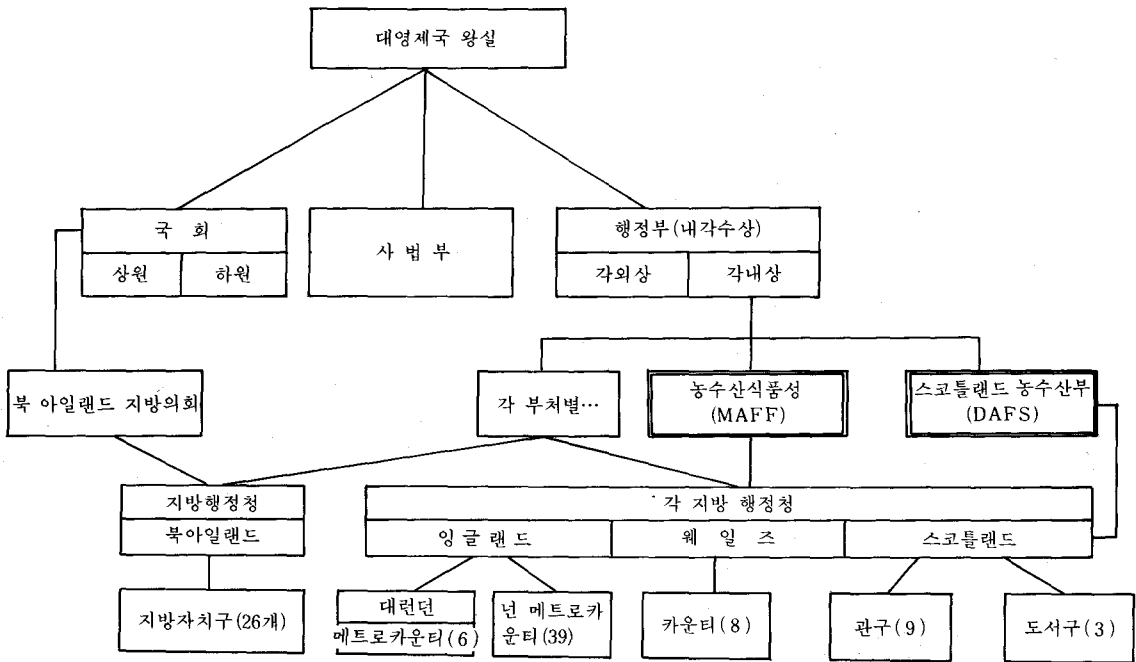 대영제국 왕실
국 회
상원 하원
사 법 부
행정부(내각수상)
각외상 각내상
북 아일랜드 지방의회
각 부처별…
농수산식품성
(MAFF)
스코틀랜드 농수산부
(DAFS)
지방행정청
북아일랜드
각 지방 행정청
잉글랜드 웨일즈 스코틀랜드
지방자치구(26개)
대런던
메트로카운티(6)
넌 메트로카
운티(39)
카운티(8)
관구(9)
도서구(3)